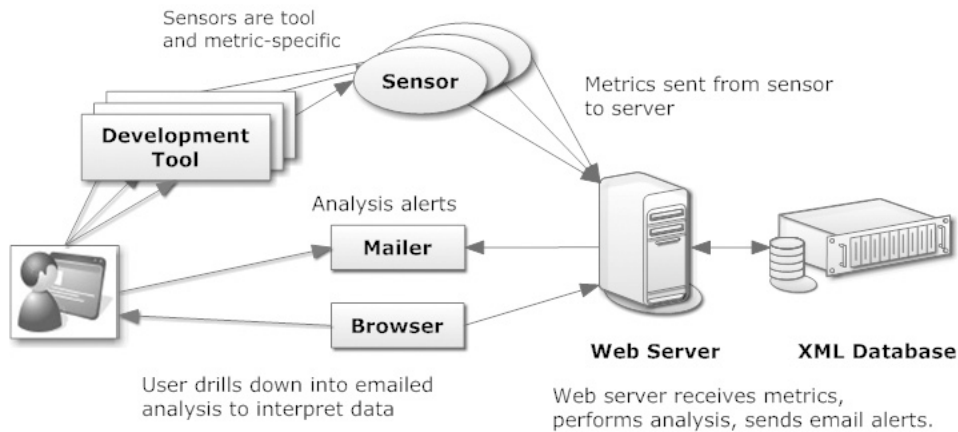 Sensors are tool
and metric-specific
Sensor
Metrics sent from sensor
to server
Development
Tool
Analysis alerts
Mailer
Browser
Web Server
XML Database
User drills down into emailed
analysis to interpret data
Web server receives metrics,
performs analysis, sends email alerts.